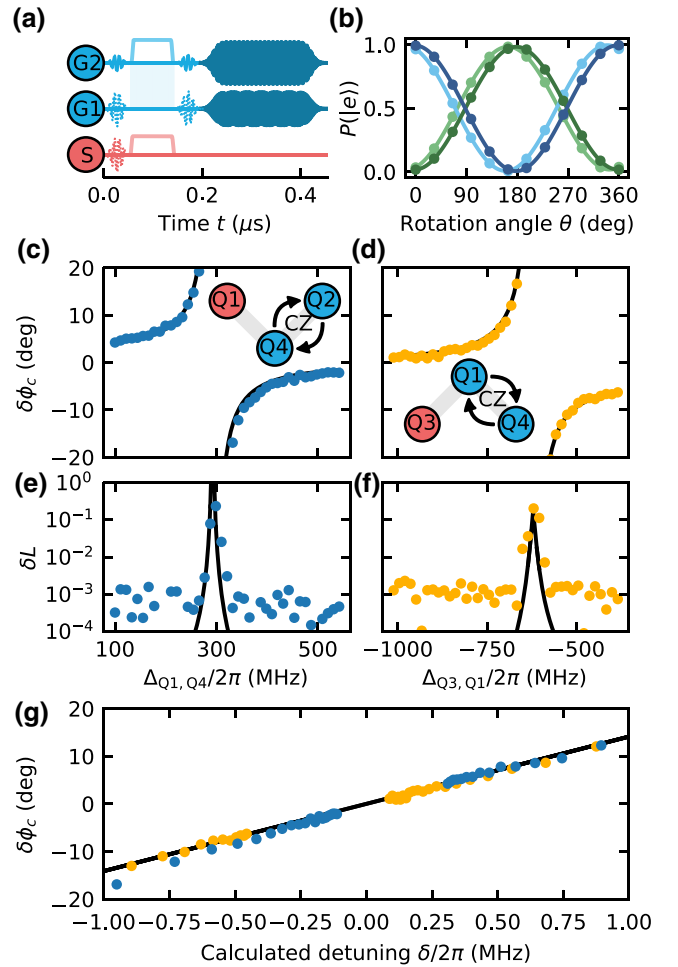 (a)
G2
G1
S
0.0 0.2 0.4
Time t (μs)
(b)
P(|e⟩)
1.0
0.5
0.0
0 90 180 270 360
Rotation angle θ (deg)
(c)
δϕc (deg)
20
10
0
−10
−20
Q1 Q2
CZ
Q4
(d)
Q1
CZ
Q3 Q4
(e)
δL
10⁰
10⁻¹
10⁻²
10⁻³
10⁻⁴
100 300 500
ΔQ1, Q4/2π (MHz)
(f)
−1000 −750 −500
ΔQ3, Q1/2π (MHz)
(g)
δϕc (deg)
20
10
0
−10
−20
−1.00 −0.75 −0.50 −0.25 0.00 0.25 0.50 0.75 1.00
Calculated detuning δ/2π (MHz)